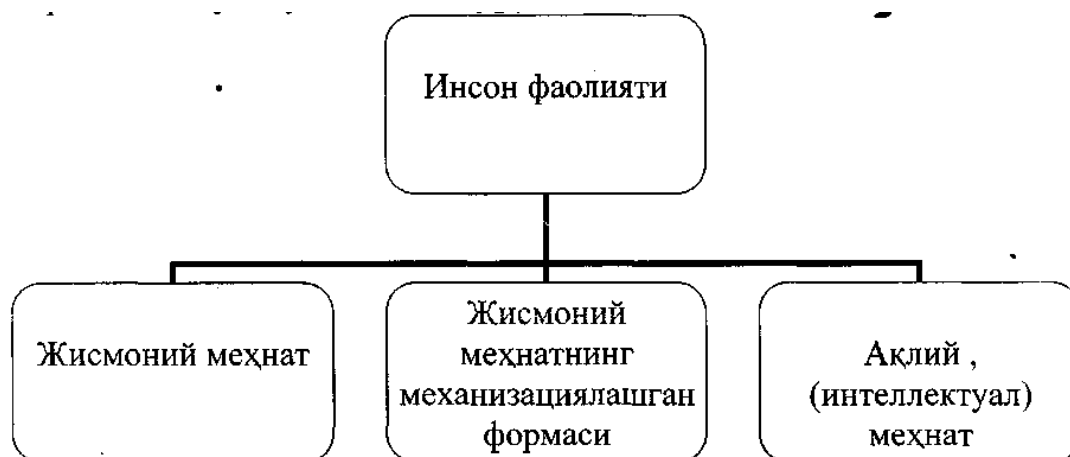 Инсон фаолияти
Жисмоний меҳнат
Жисмоний
меҳнатнинг
механизациялашган
формаси
Ақлий ,
(интеллектуал)
меҳнат